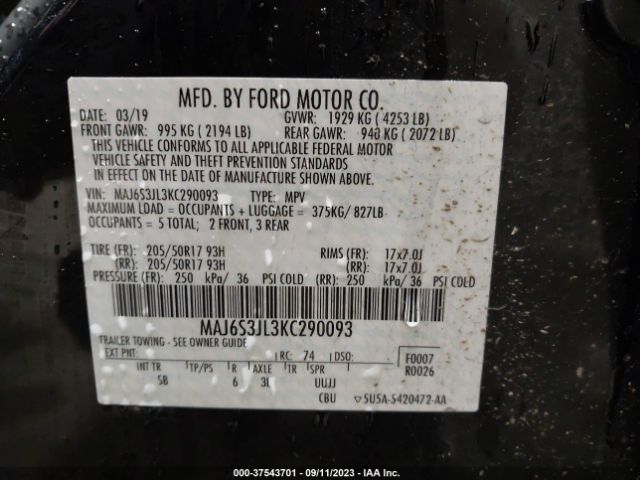 MFD. BY FORD MOTOR CO.
DATE: 03/19 GVWR: 1929 KG ( 4253 LB)
FRONT GAWR: 995 KG ( 2194 LB) REAR GAWR: 940 KG ( 2072 LB)
THIS VEHICLE CONFORMS TO ALL APPLICABLE FEDERAL MOTOR
VEHICLE SAFETY AND THEFT PREVENTION STANDARDS
IN EFFECT ON THE DATE OF MANUFACTURE SHOWN ABOVE.
VIN: MAJ6S3JL3KC290093 TYPE: MPV
MAXIMUM LOAD = OCCUPANTS + LUGGAGE = 375KG/ 827LB
OCCUPANTS = 5 TOTAL; 2 FRONT, 3 REAR
TIRE (FR): 205/50R17 93H RIMS (FR): 17x7.0J
(RR): 205/50R17 93H (RR): 17x7.0J
PRESSURE (FR): 250 kPa/ 36 PSI COLD (RR): 250 kPa/ 36 PSI COLD
MAJ6S3JL3KC290093
TRAILER TOWING - SEE OWNER GUIDE
EXT PNT: RC: 74 DSO: F0007
R0026
INT TR TP/PS R AXLE TR SPR
SB 6 3L UUJJ
CBU ▽5U5A-S420472-AA
000-37543701 - 09/11/2023 - IAA Inc.